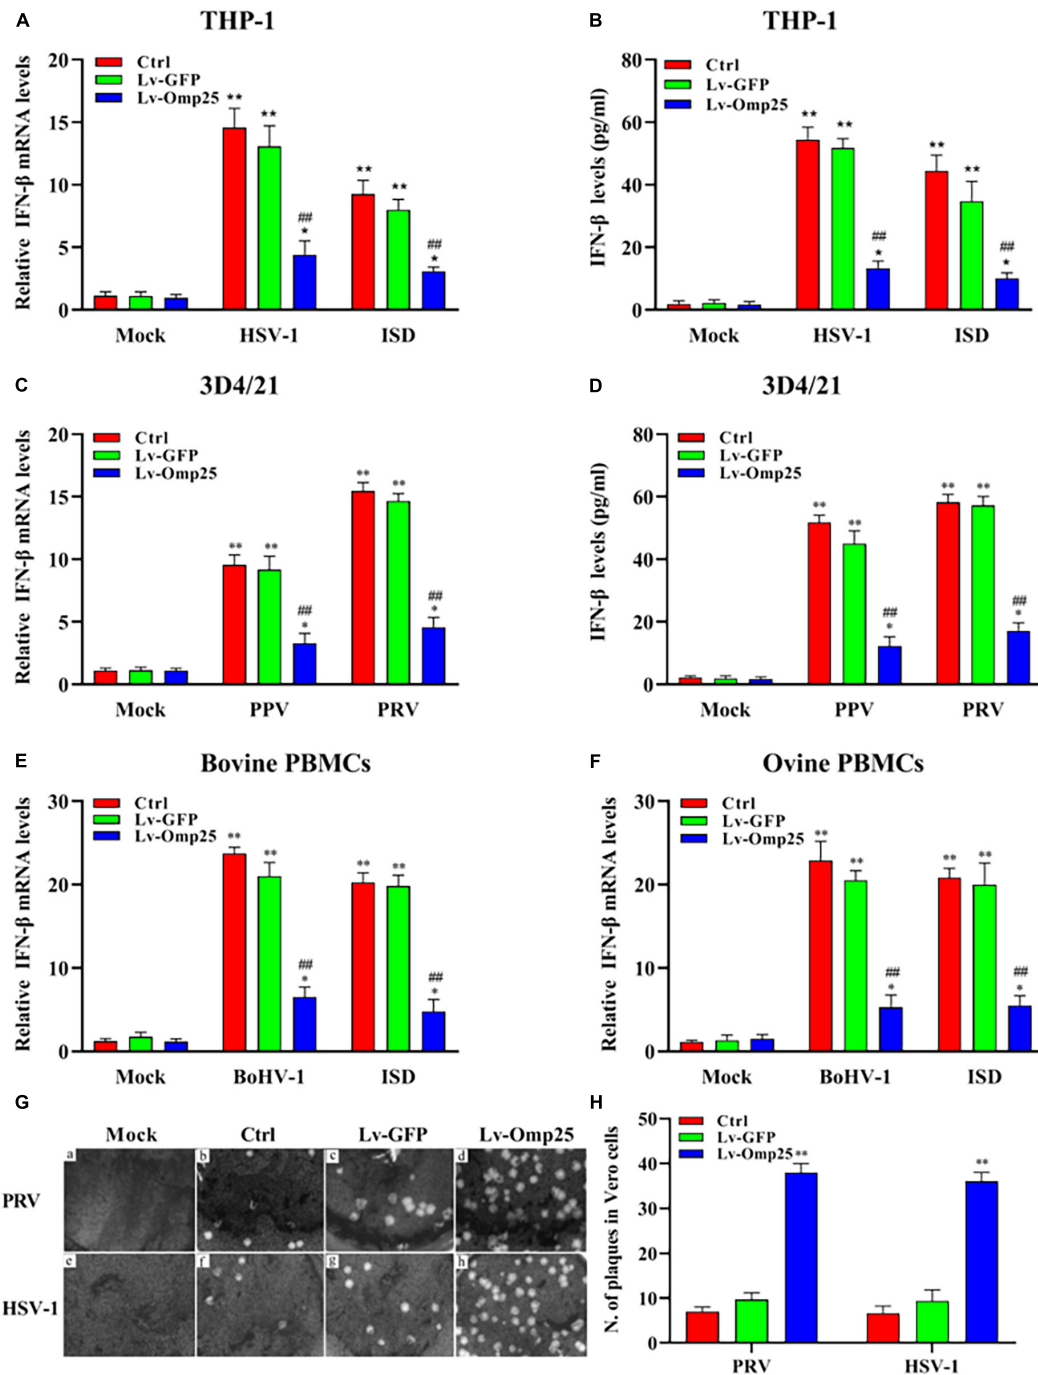 A
THP-1
Relative IFN-β mRNA levels
20
15
10
5
0
Ctrl
Lv-GFP
Lv-Omp25
★★
★★
##
★
★★
★★
##
★
Mock
HSV-1
ISD
B
THP-1
IFN-β levels (pg/ml)
80
60
40
20
0
Ctrl
Lv-GFP
Lv-Omp25
★★
★★
##
★
★★
★★
##
★
Mock
HSV-1
ISD
C
3D4/21
Relative IFN-β mRNA levels
20
15
10
5
0
Ctrl
Lv-GFP
Lv-Omp25
**
**
##
*
**
**
##
*
Mock
PPV
PRV
D
3D4/21
IFN-β levels (pg/ml)
80
60
40
20
0
Ctrl
Lv-GFP
Lv-Omp25
**
**
##
*
**
**
##
*
Mock
PPV
PRV
E
Bovine PBMCs
Relative IFN-β mRNA levels
30
20
10
0
Ctrl
Lv-GFP
Lv-Omp25
**
**
##
*
**
**
##
*
Mock
BoHV-1
ISD
F
Ovine PBMCs
Relative IFN-β mRNA levels
30
20
10
0
Ctrl
Lv-GFP
Lv-Omp25
**
**
##
*
**
**
##
*
Mock
BoHV-1
ISD
G
Mock Ctrl Lv-GFP Lv-Omp25
PRV
a b c d
HSV-1
e f g h
H
N. of plaques in Vero cells
50
40
30
20
10
0
Ctrl
Lv-GFP
Lv-Omp25
**
**
PRV
HSV-1